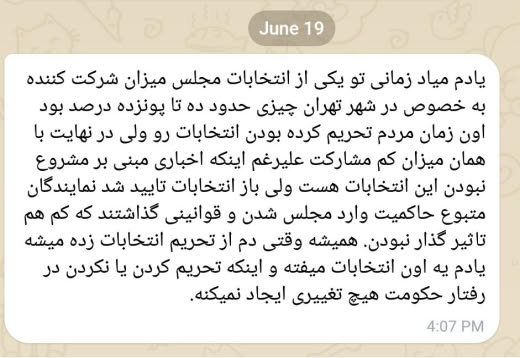 June 19
یادم میاد زمانی تو یکی از انتخابات مجلس میزان شرکت کننده
به خصوص در شهر تهران چیزی حدود ده تا پونزده درصد بود
اون زمان مردم تحریم کرده بودن انتخابات رو ولی در نهایت با
همان میزان کم مشارکت علیرغم اینکه اخباری مبنی بر مشروع
نبودن این انتخابات هست ولی باز انتخابات تایید شد نمایندگان
متبوع حاکمیت وارد مجلس شدن و قوانینی گذاشتند که کم هم
تاثیر گذار نبودن. همیشه وقتی دم از تحریم انتخابات زده میشه
یادم یه اون انتخابات میفته و اینکه تحریم کردن یا نکردن در
رفتار حکومت هیچ تغییری ایجاد نمیکنه.
4:07 PM